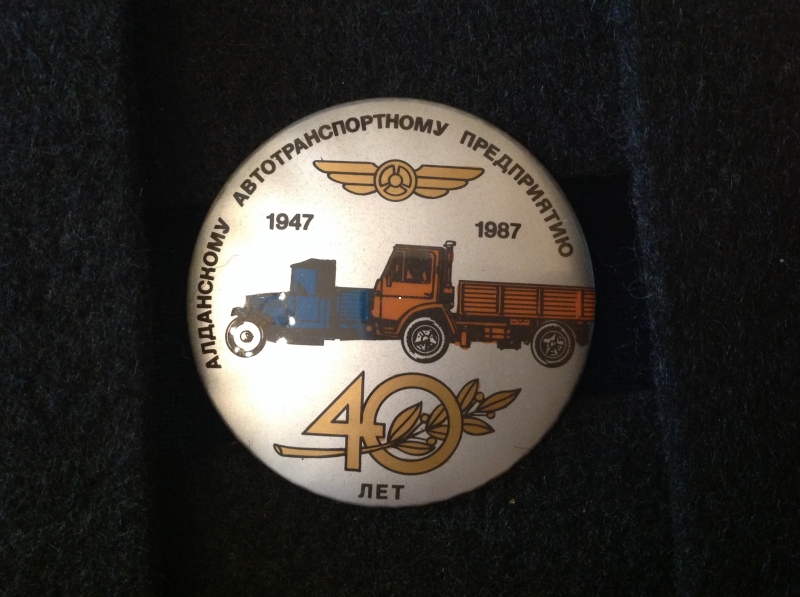 АЛДАНСКОМУ АВТОТРАНСПОРТНОМУ ПРЕДПРИЯТИЮ
1947 1987
40
ЛЕТ